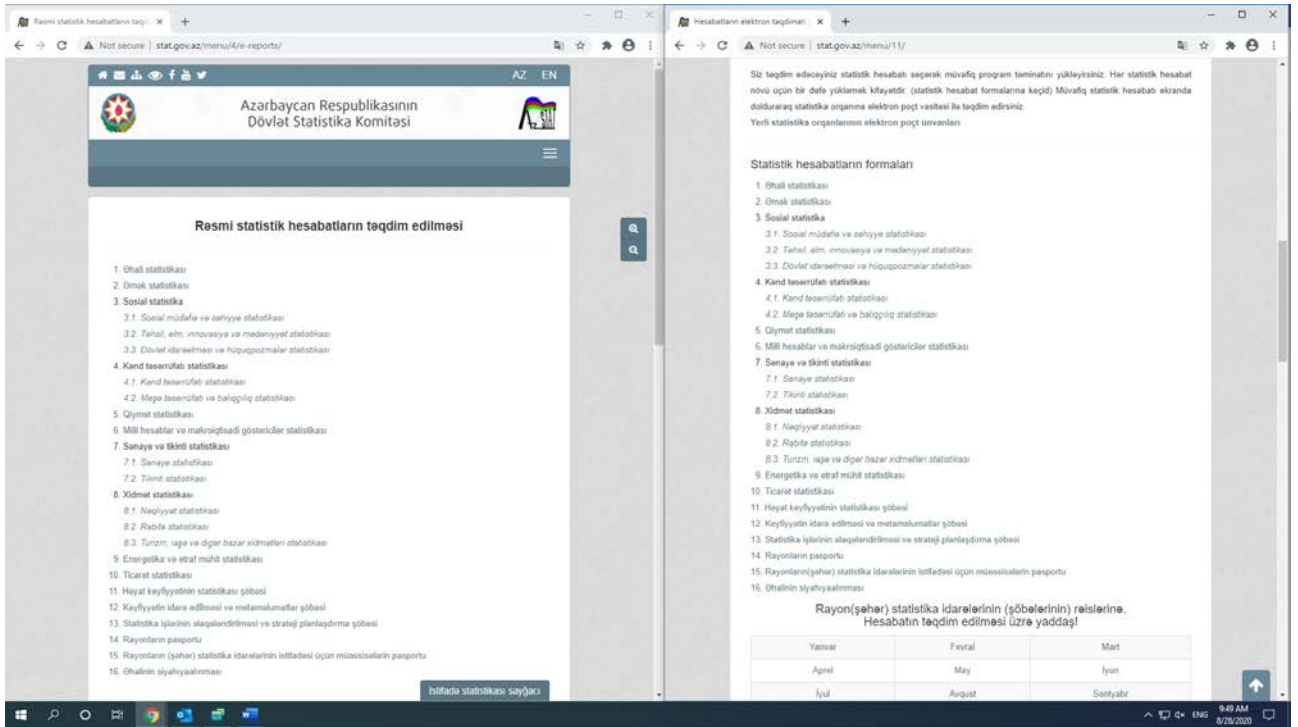 Rəsmi statistik hesabatların təqd
Not secure | stat.gov.az/menu/4/e-reports/
AZ EN
Azərbaycan Respublikasının
Dövlət Statistika Komitəsi
Rəsmi statistik hesabatların təqdim edilməsi
1. Əhali statistikası
2. Əmək statistikası
3. Sosial statistika
3.1. Sosial müdafiə və səhiyyə statistikası
3.2. Təhsil, elm, innovasiya və mədəniyyət statistikası
3.3. Dövlət idarəetməsi və hüquqpozmalar statistikası
4. Kənd təsərrüfatı statistikası
4.1. Kənd təsərrüfatı statistikası
4.2. Meşə təsərrüfatı və balıqçılıq statistikası
5. Qiymət statistikası
6. Milli hesablar və makroiqtisadi göstəricilər statistikası
7. Sənaye və tikinti statistikası
7.1. Sənaye statistikası
7.2. Tikinti statistikası
8. Xidmət statistikası
8.1. Nəqliyyat statistikası
8.2. Rabitə statistikası
8.3. Turizm, iaşə və digər bazar xidmətləri statistikası
9. Energetika və ətraf mühit statistikası
10. Ticarət statistikası
11. Həyat keyfiyyətinin statistikası şöbəsi
12. Keyfiyyətin idarə edilməsi və metaməlumatlar şöbəsi
13. Statistika işlərinin əlaqələndirilməsi və strateji planlaşdırma şöbəsi
14. Rayonların pasportu
15. Rayonların (şəhər) statistika idarələrinin istifadəsi üçün müəssisələrin pasportu
16. Əhalinin siyahıyaalınması
İstifadə statistikası sayğacı
Hesabatların elektron təqdimatı
Not secure | stat.gov.az/menu/11/
Siz təqdim edəcəyiniz statistik hesabatı seçərək müvafiq proqram təminatını yükləyirsiniz. Hər statistik hesabat
növü üçün bir dəfə yükləmək kifayətdir. (statistik hesabat formalarına keçid) Müvafiq statistik hesabatı ekranda
dolduraraq statistika orqanına elektron poçt vasitəsi ilə təqdim edirsiniz.
Yerli statistika orqanlarının elektron poçt ünvanları
Statistik hesabatların formaları
1. Əhali statistikası
2. Əmək statistikası
3. Sosial statistika
3.1. Sosial müdafiə və səhiyyə statistikası
3.2. Təhsil, elm, innovasiya və mədəniyyət statistikası
3.3. Dövlət idarəetməsi və hüquqpozmalar statistikası
4. Kənd təsərrüfatı statistikası
4.1. Kənd təsərrüfatı statistikası
4.2. Meşə təsərrüfatı və balıqçılıq statistikası
5. Qiymət statistikası
6. Milli hesablar və makroiqtisadi göstəricilər statistikası
7. Sənaye və tikinti statistikası
7.1. Sənaye statistikası
7.2. Tikinti statistikası
8. Xidmət statistikası
8.1. Nəqliyyat statistikası
8.2. Rabitə statistikası
8.3. Turizm, iaşə və digər bazar xidmətləri statistikası
9. Energetika və ətraf mühit statistikası
10. Ticarət statistikası
11. Həyat keyfiyyətinin statistikası şöbəsi
12. Keyfiyyətin idarə edilməsi və metaməlumatlar şöbəsi
13. Statistika işlərinin əlaqələndirilməsi və strateji planlaşdırma şöbəsi
14. Rayonların pasportu
15. Rayonların(şəhər) statistika idarələrinin istifadəsi üçün müəssisələrin pasportu
16. Əhalinin siyahıyaalınması
Rayon(şəhər) statistika idarələrinin (şöbələrinin) rəislərinə.
Hesabatın təqdim edilməsi üzrə yaddaş!
Yanvar Fevral Mart
Aprel May İyun
İyul Avqust Sentyabr
ENG 9:49 AM
8/28/2020